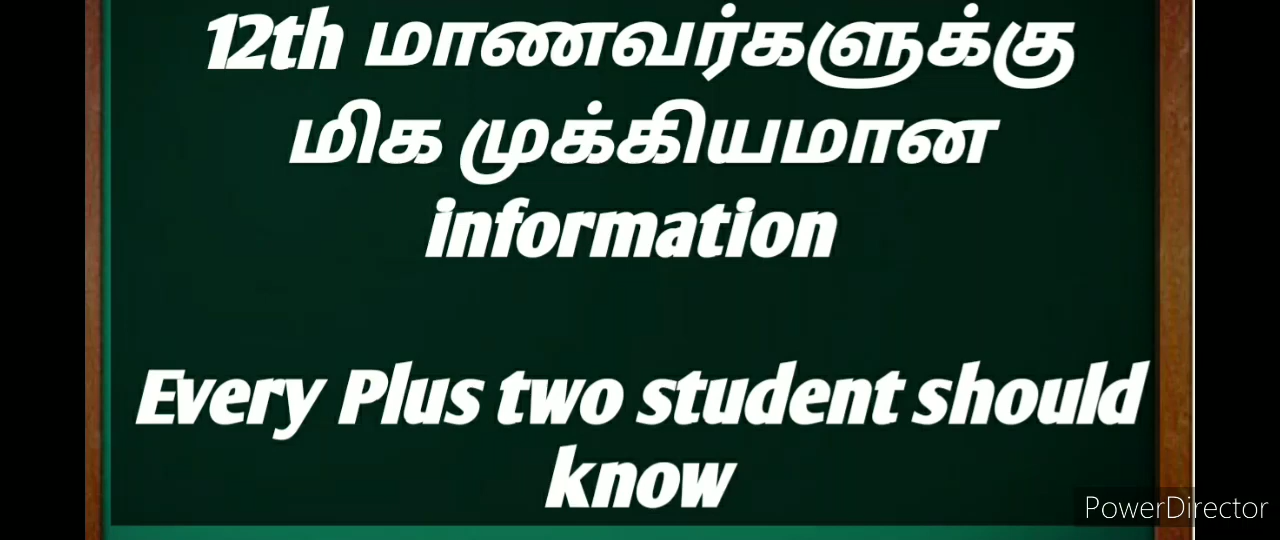 12th மாணவர்களுக்கு
மிக முக்கியமான
information
Every Plus two student should
know
PowerDirector